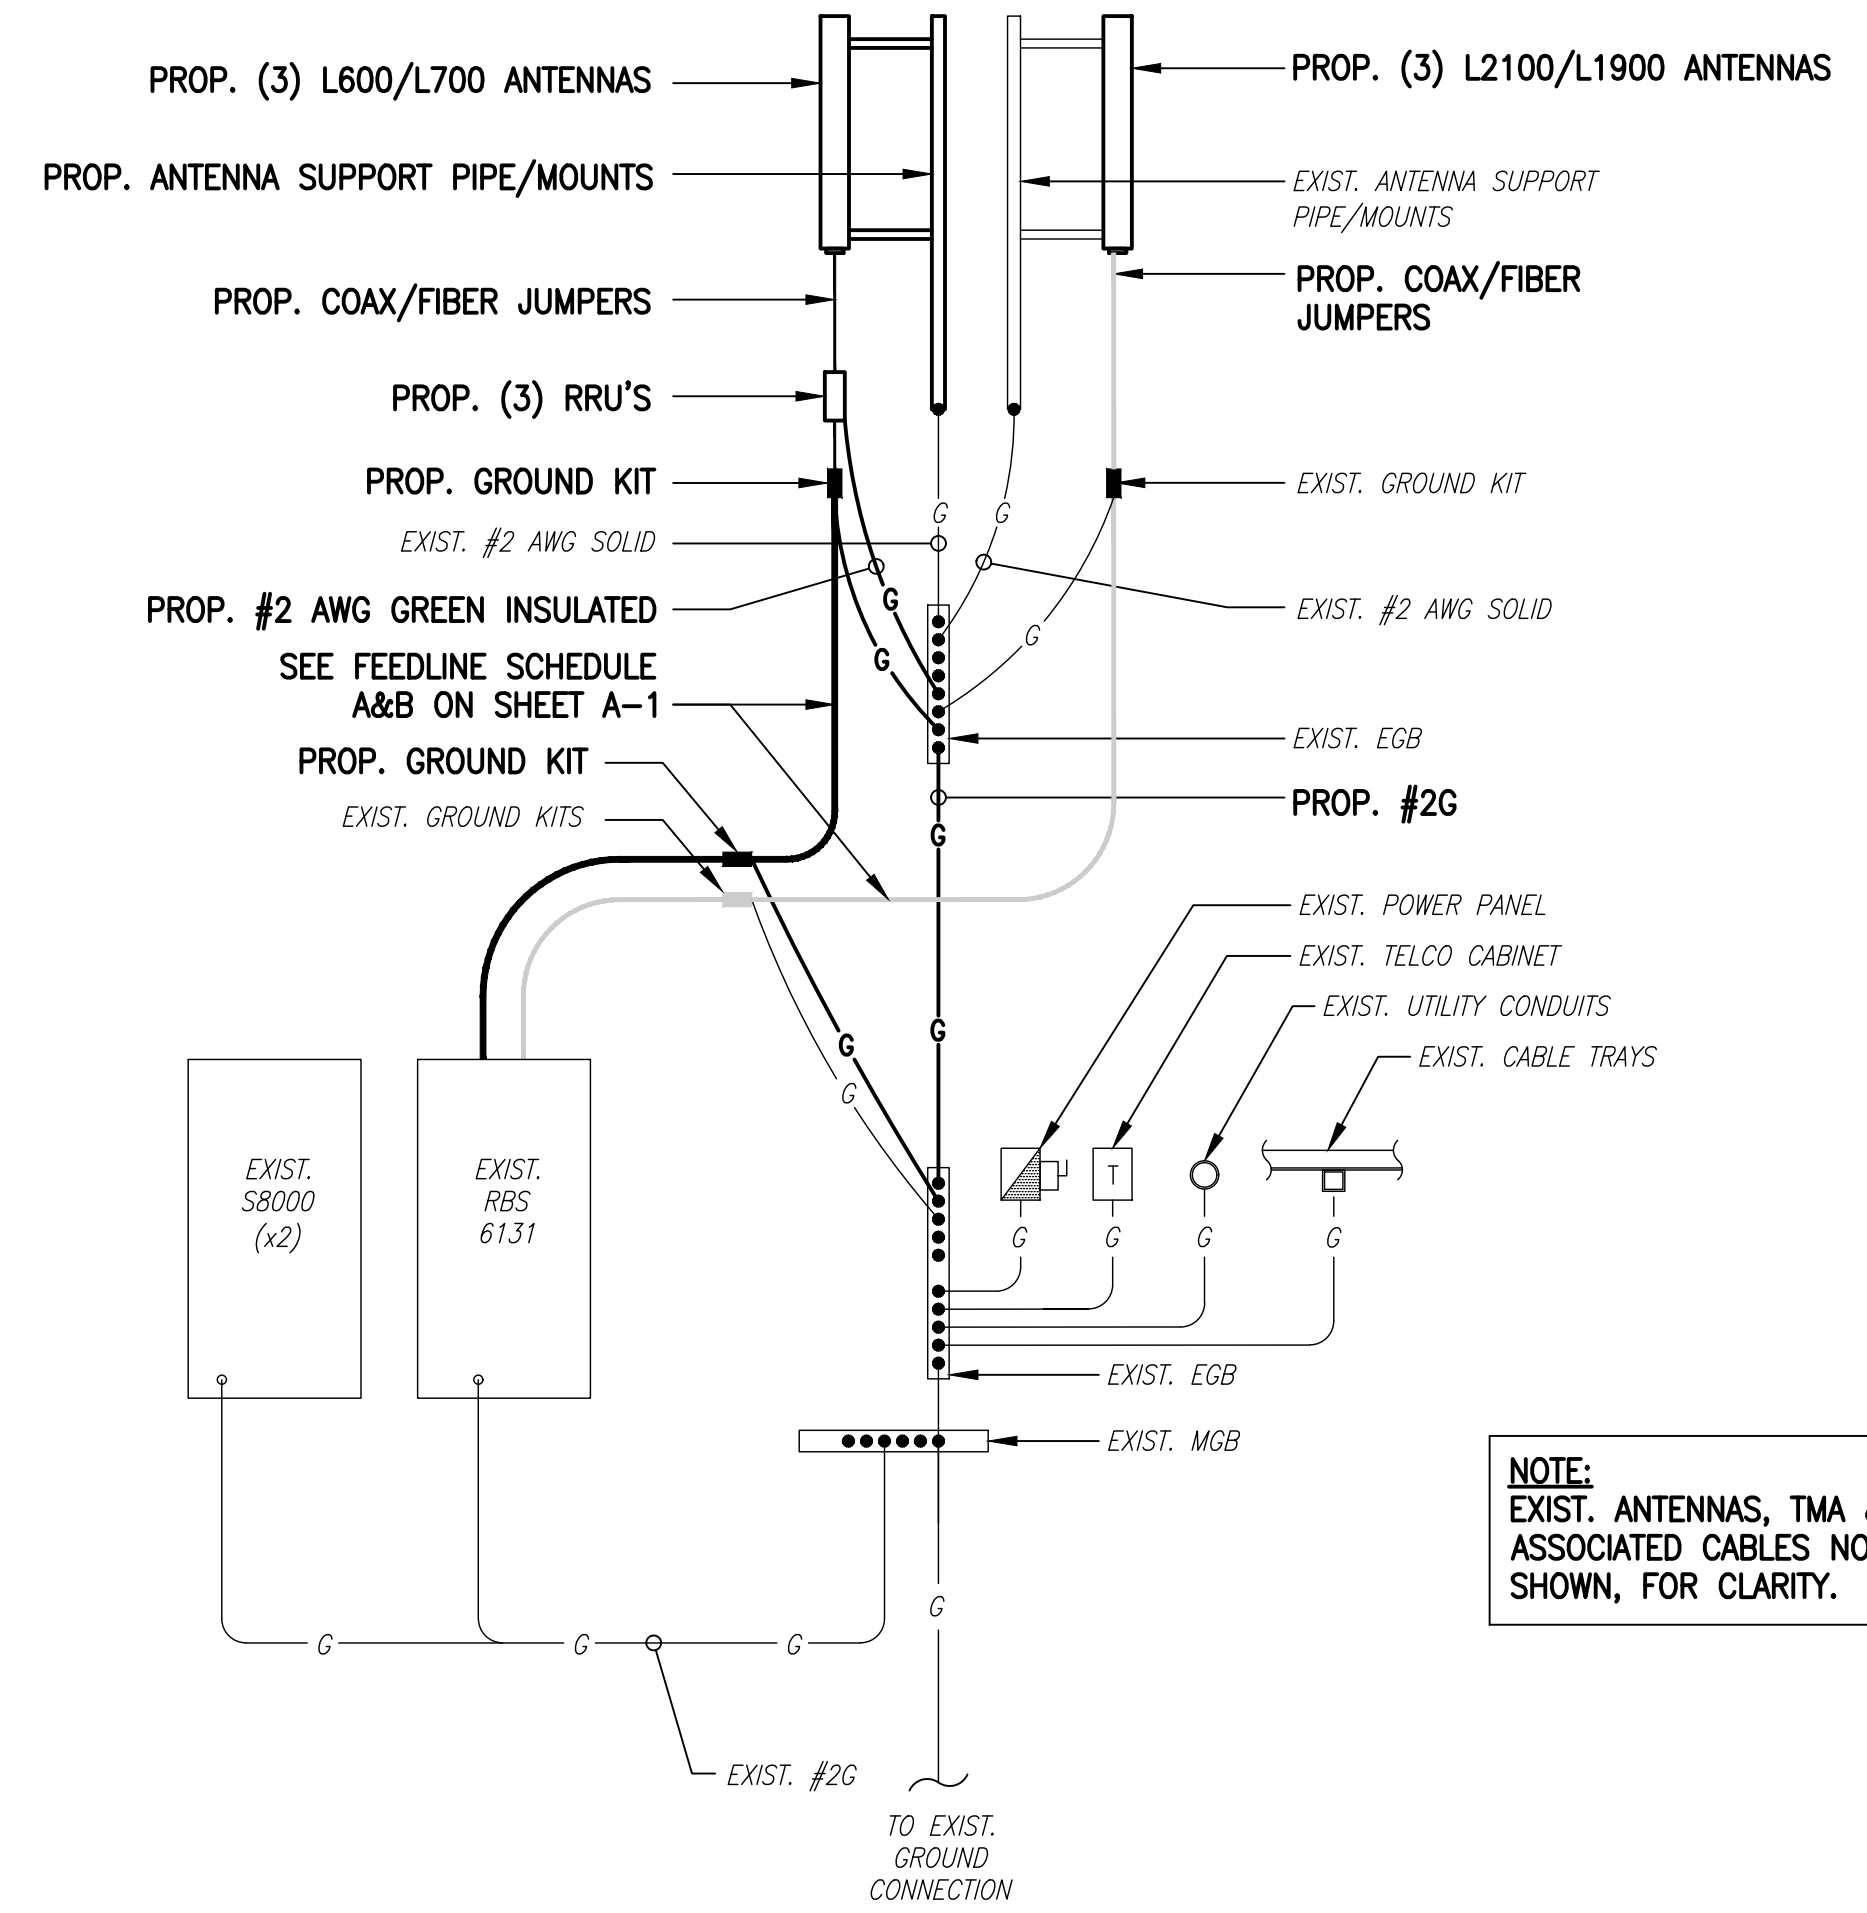 PROP. (3) L600/L700 ANTENNAS
PROP. (3) L2100/L1900 ANTENNAS
PROP. ANTENNA SUPPORT PIPE/MOUNTS
EXIST. ANTENNA SUPPORT
PIPE/MOUNTS
PROP. COAX/FIBER JUMPERS
PROP. COAX/FIBER
JUMPERS
PROP. (3) RRU'S
PROP. GROUND KIT
EXIST. GROUND KIT
G
G
EXIST. #2 AWG SOLID
PROP. #2 AWG GREEN INSULATED
G
EXIST. #2 AWG SOLID
G
G
SEE FEEDLINE SCHEDULE
A&B ON SHEET A-1
EXIST. EGB
PROP. GROUND KIT
PROP. #2G
EXIST. GROUND KITS
G
EXIST. POWER PANEL
EXIST. TELCO CABINET
EXIST. UTILITY CONDUITS
EXIST. CABLE TRAYS
G
G
G
EXIST.
S8000
(x2)
EXIST.
RBS
6131
T
G
G
G
G
EXIST. EGB
EXIST. MGB
NOTE:
EXIST. ANTENNAS, TMA
ASSOCIATED CABLES NO
SHOWN, FOR CLARITY.
G
G
G
G
EXIST. #2G
TO EXIST.
GROUND
CONNECTION